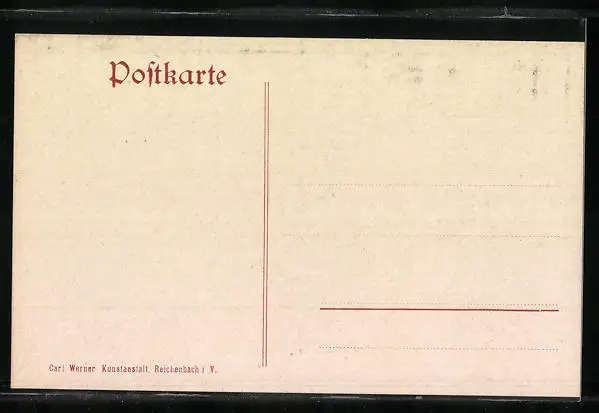 Poſtkarte
Carl Werner Kunstanstalt, Reichenbach i. V.